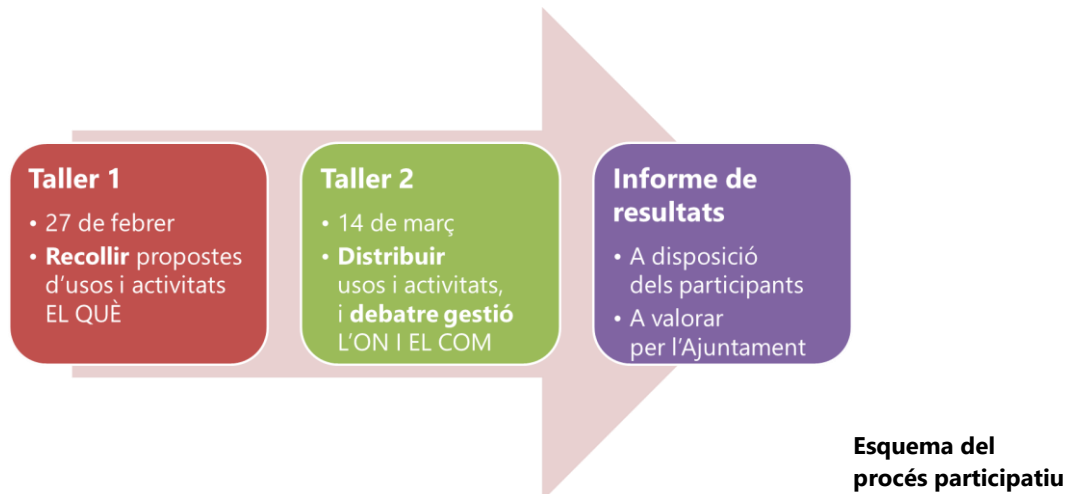 Taller 1
• 27 de febrer
• Recollir propostes
d'usos i activitats
EL QUÈ
Taller 2
• 14 de març
• Distribuir
usos i activitats,
i debatre gestió
L'ON I EL COM
Informe de
resultats
• A disposició
dels participants
• A valorar
per l'Ajuntament
Esquema del
procés participatiu